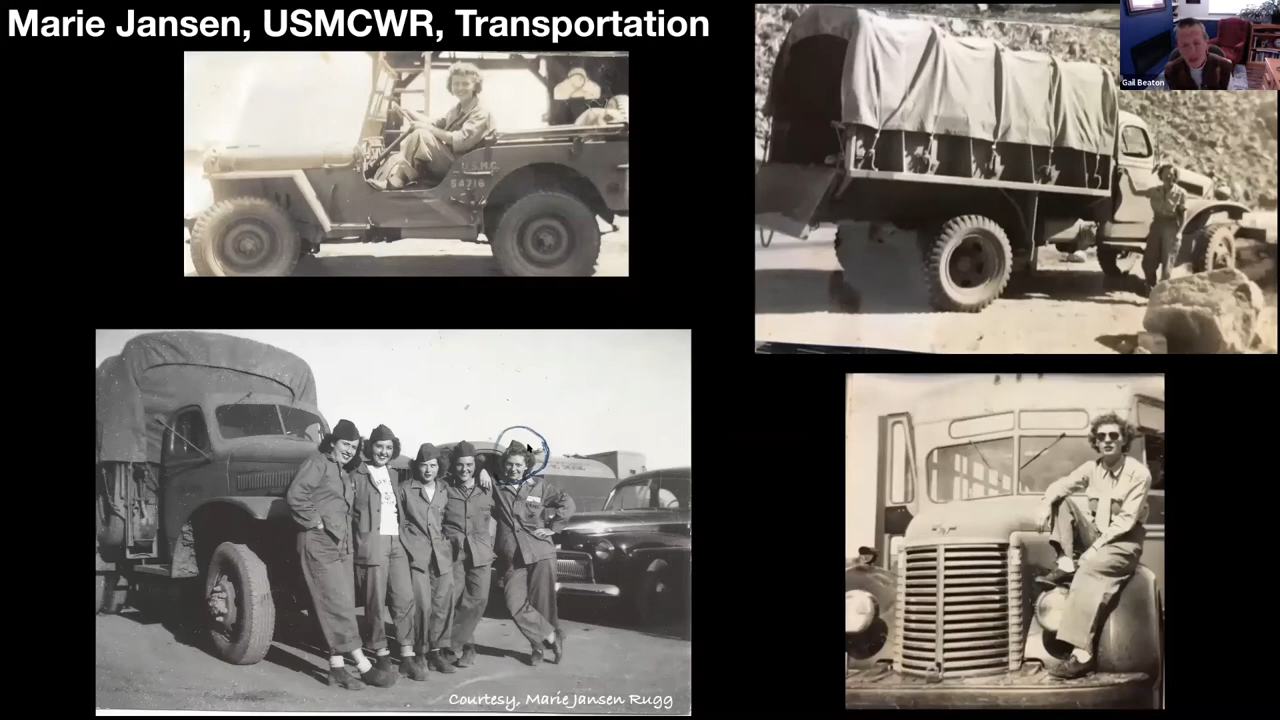 Marie Jansen, USMCWR, Transportation
Gail Beaton
U.S.M.C.
54716
Courtesy, Marie Jansen Rugg